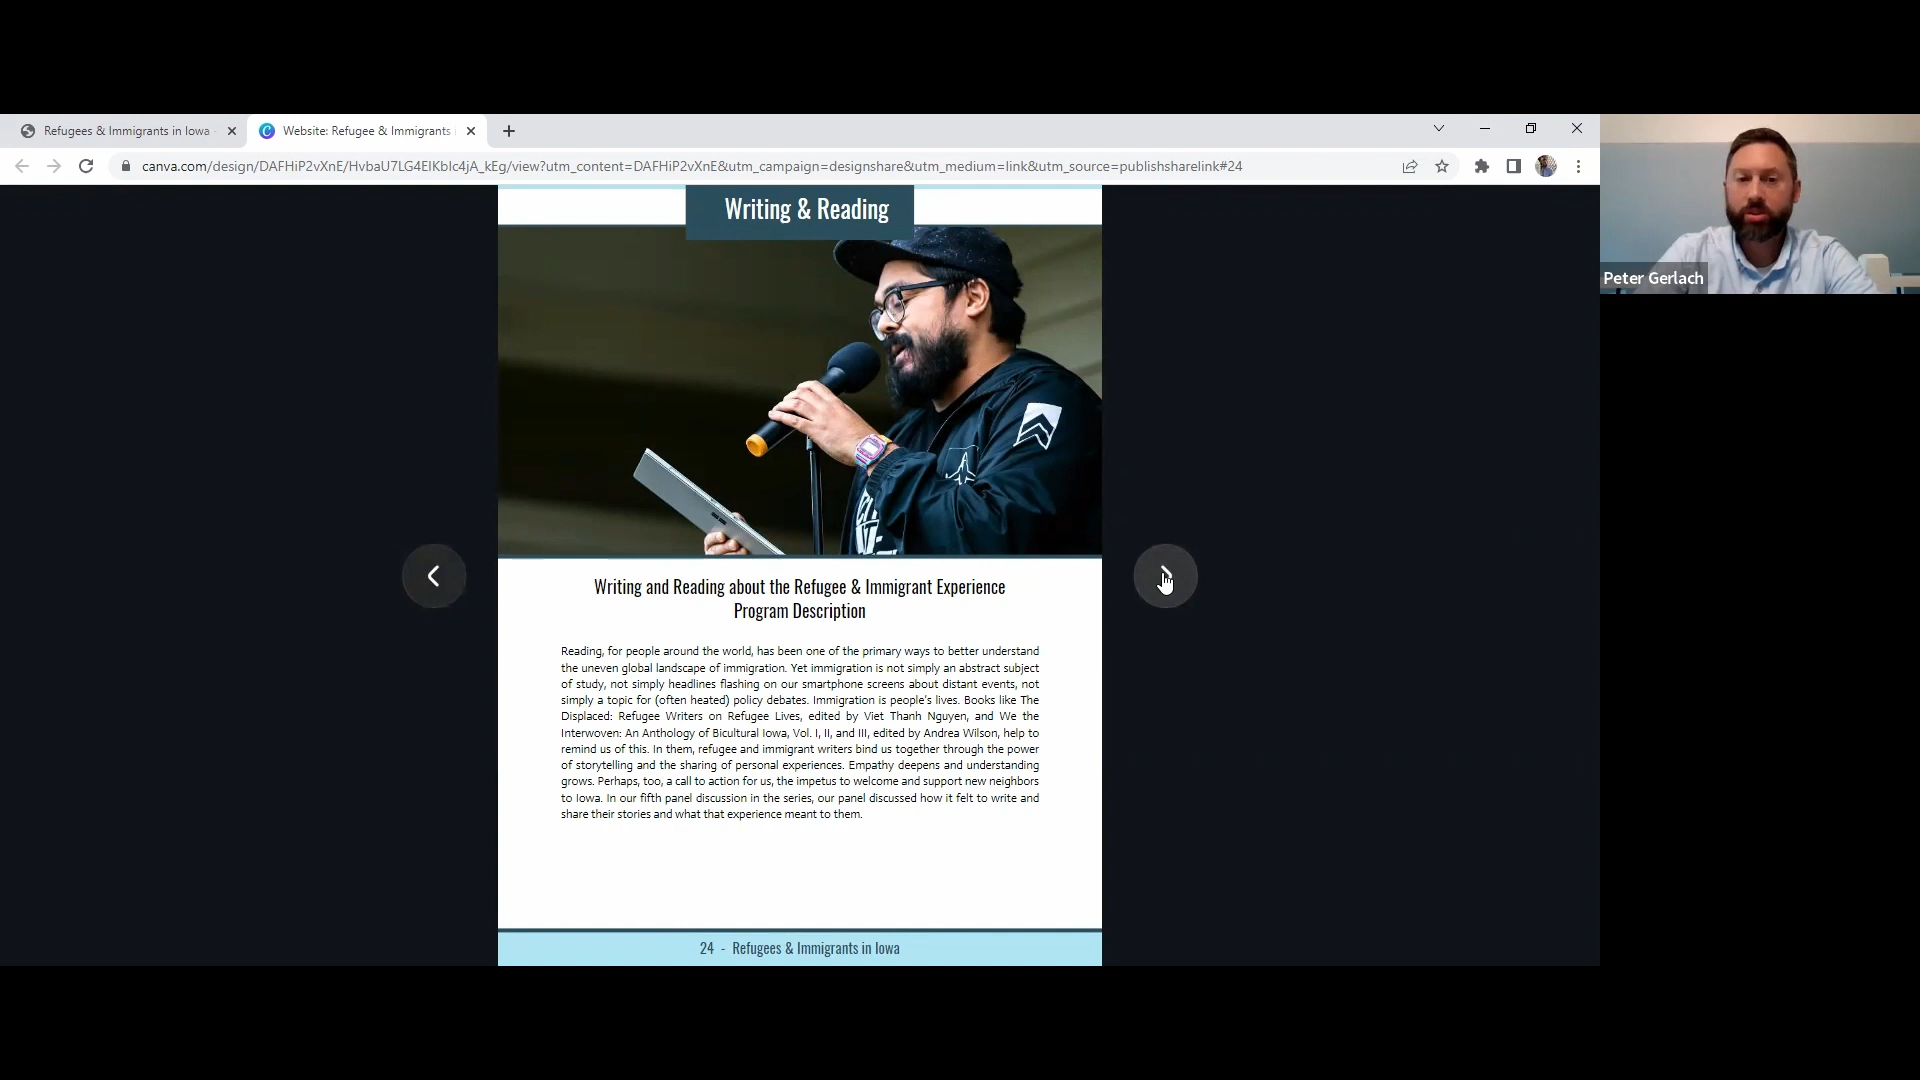 Refugees & Immigrants in Iowa -
Website: Refugee & Immigrants
canva.com/design/DAFHiP2vXnE/HvbaU7LG4EIKbIc4jA_kEg/view?utm_content=DAFHiP2vXnE&utm_campaign=designshare&utm_medium=link&utm_source=publishsharelink#24
Writing & Reading
Peter Gerlach
Writing and Reading about the Refugee & Immigrant Experience
Program Description
Reading, for people around the world, has been one of the primary ways to better understand
the uneven global landscape of immigration. Yet immigration is not simply an abstract subject
of study, not simply headlines flashing on our smartphone screens about distant events, not
simply a topic for (often heated) policy debates. Immigration is people's lives. Books like The
Displaced: Refugee Writers on Refugee Lives, edited by Viet Thanh Nguyen, and We the
Interwoven: An Anthology of Bicultural Iowa, Vol. I, II, and III, edited by Andrea Wilson, help to
remind us of this. In them, refugee and immigrant writers bind us together through the power
of storytelling and the sharing of personal experiences. Empathy deepens and understanding
grows. Perhaps, too, a call to action for us, the impetus to welcome and support new neighbors
to Iowa. In our fifth panel discussion in the series, our panel discussed how it felt to write and
share their stories and what that experience meant to them.
24 - Refugees & Immigrants in Iowa